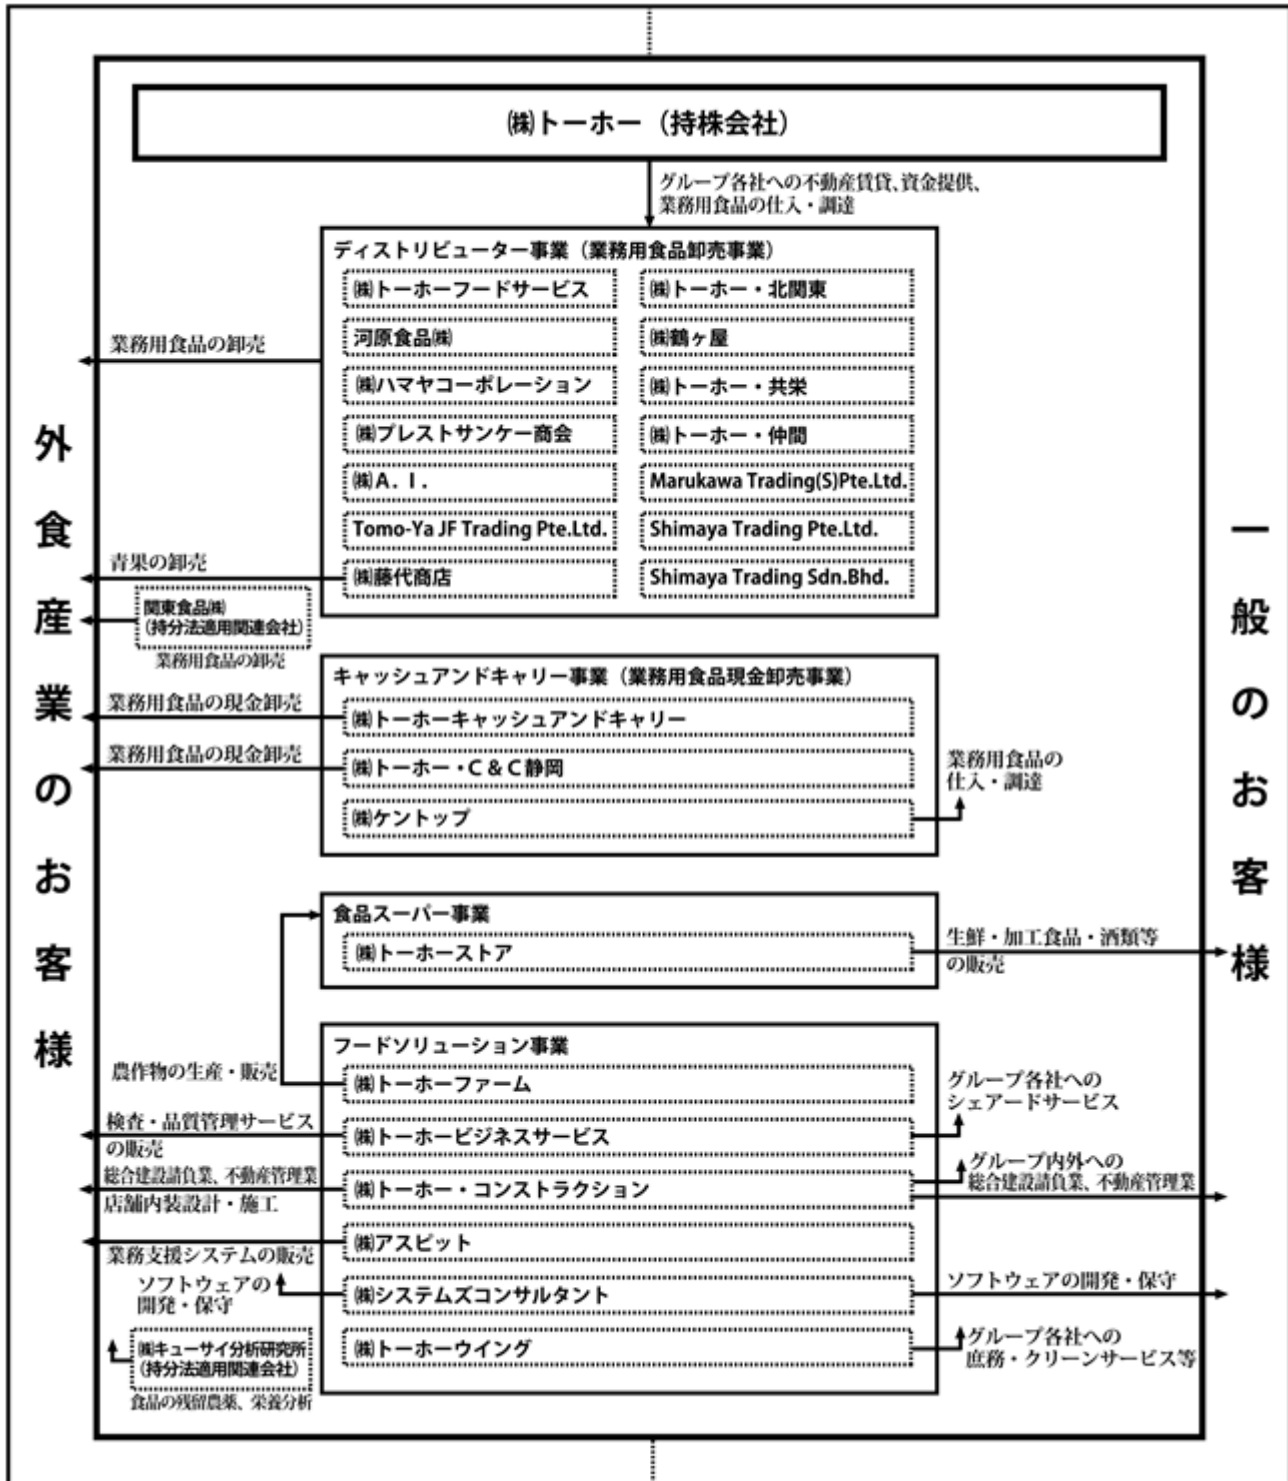 ㈱トーホー（持株会社）
グループ各社への不動産賃貸、資金提供、
業務用食品の仕入・調達
ディストリビューター事業（業務用食品卸売事業）
㈱トーホーフードサービス
㈱トーホー・北関東
河原食品㈱
㈱鶴ヶ屋
㈱ハマヤコーポレーション
㈱トーホー・共栄
㈱プレストサンケー商会
㈱トーホー・仲間
㈱A．I．
Marukawa Trading(S)Pte.Ltd.
Tomo-Ya JF Trading Pte.Ltd.
Shimaya Trading Pte.Ltd.
㈱藤代商店
Shimaya Trading Sdn.Bhd.
業務用食品の卸売
青果の卸売
関東食品㈱
（持分法適用関連会社）
業務用食品の卸売
キャッシュアンドキャリー事業（業務用食品現金卸売事業）
業務用食品の現金卸売
㈱トーホーキャッシュアンドキャリー
業務用食品の現金卸売
㈱トーホー・C＆C静岡
㈱ケントップ
業務用食品の
仕入・調達
食品スーパー事業
㈱トーホーストア
生鮮・加工食品・酒類等
の販売
フードソリューション事業
農作物の生産・販売
㈱トーホーファーム
グループ各社への
シェアードサービス
検査・品質管理サービス
の販売
㈱トーホービジネスサービス
総合建設請負業、不動産管理業
店舗内装設計・施工
㈱トーホー・コンストラクション
グループ内外への
総合建設請負業、不動産管理業
㈱アスピット
業務支援システムの販売
ソフトウェアの
開発・保守
㈱システムズコンサルタント
ソフトウェアの開発・保守
㈱キューサイ分析研究所
（持分法適用関連会社）
食品の残留農薬、栄養分析
㈱トーホーウイング
グループ各社への
庶務・クリーンサービス等
外食産業のお客様
一般のお客様